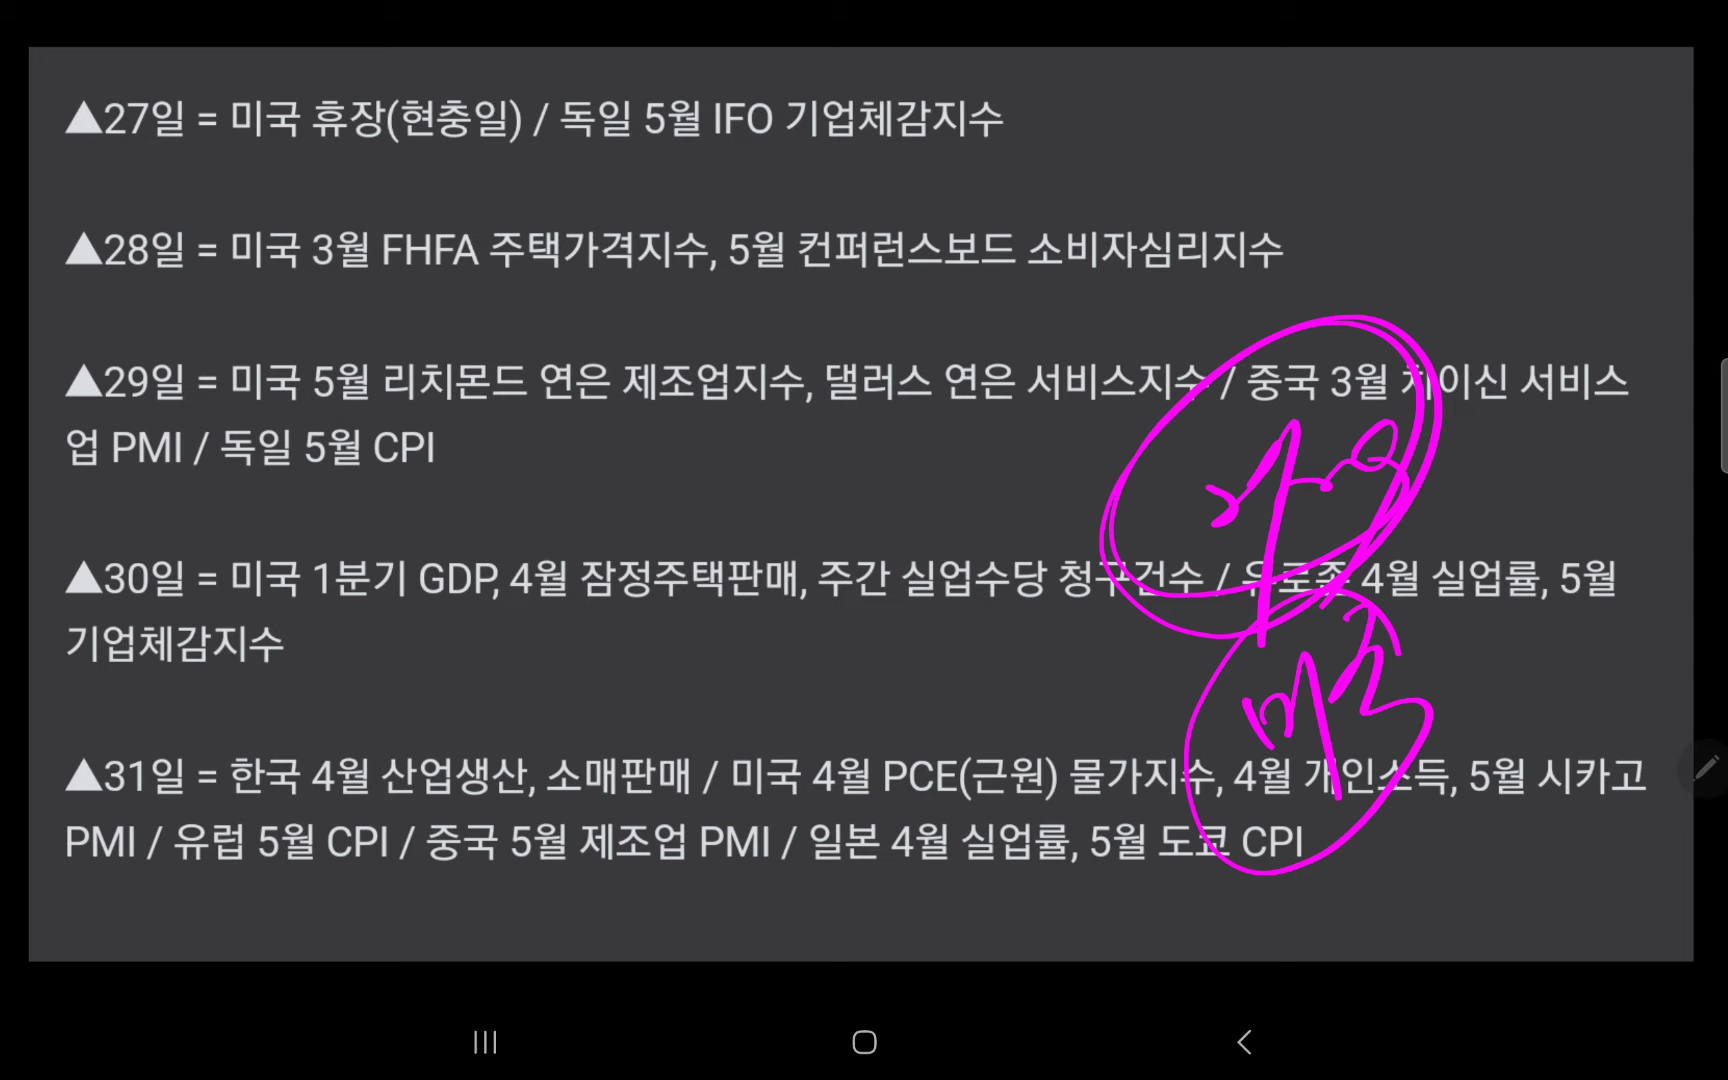 ▲27일 = 미국 휴장(현충일) / 독일 5월 IFO 기업체감지수
▲28일 = 미국 3월 FHFA 주택가격지수, 5월 컨퍼런스보드 소비자심리지수
▲29일 = 미국 5월 리치몬드 연은 제조업지수, 댈러스 연은 서비스지수 / 중국 3월 차이신 서비스
업 PMI / 독일 5월 CPI
▲30일 = 미국 1분기 GDP, 4월 잠정주택판매, 주간 실업수당 청구건수 / 유로존 4월 실업률, 5월
기업체감지수
▲31일 = 한국 4월 산업생산, 소매판매 / 미국 4월 PCE(근원) 물가지수, 4월 개인소득, 5월 시카고
PMI / 유럽 5월 CPI / 중국 5월 제조업 PMI / 일본 4월 실업률, 5월 도쿄 CPI